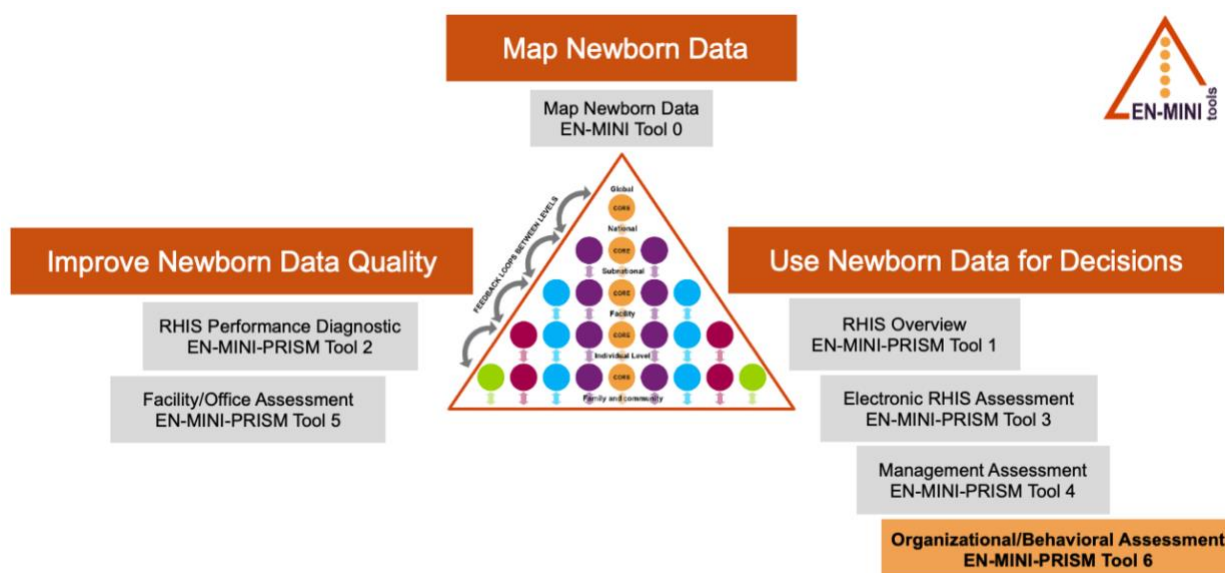 Map Newborn Data
Map Newborn Data
EN-MINI Tool 0
EN-MINI
tools
FEEDBACK LOOPS BETWEEN LEVELS
Global
CORE
National
CORE
Subnational
CORE
Facility
CORE
Individual Level
CORE
Family and community
Improve Newborn Data Quality
RHIS Performance Diagnostic
EN-MINI-PRISM Tool 2
Facility/Office Assessment
EN-MINI-PRISM Tool 5
Use Newborn Data for Decisions
RHIS Overview
EN-MINI-PRISM Tool 1
Electronic RHIS Assessment
EN-MINI-PRISM Tool 3
Management Assessment
EN-MINI-PRISM Tool 4
Organizational/Behavioral Assessment
EN-MINI-PRISM Tool 6